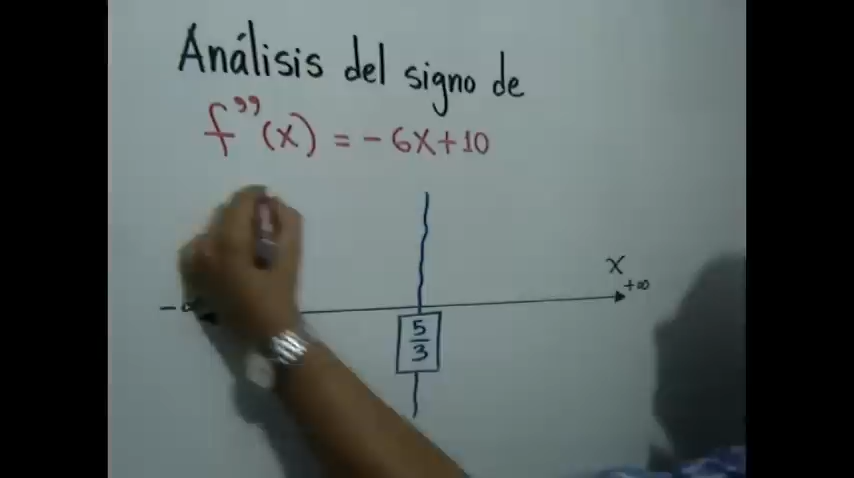 Análisis del signo de
f''(x) = - 6x+10
x
+∞
5/3